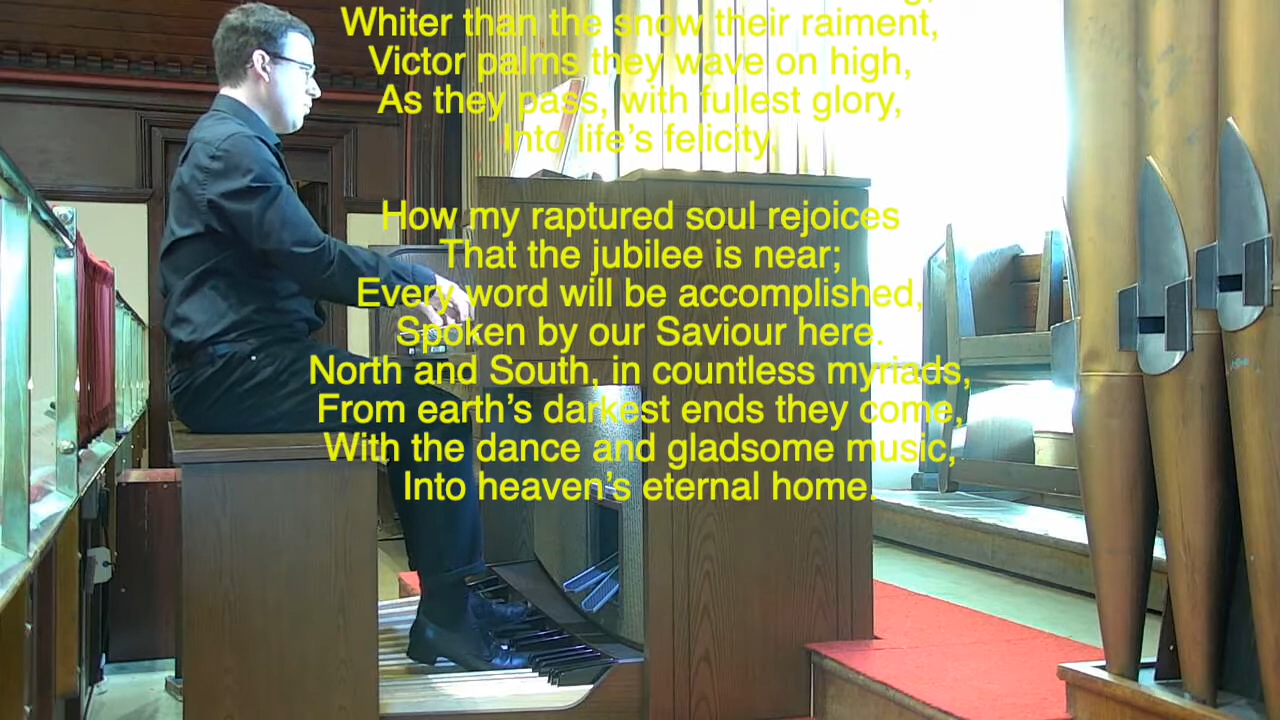 Whiter than the snow their raiment,
Victor palms they wave on high,
As they pass, with fullest glory,
Into life’s felicity.
How my raptured soul rejoices
That the jubilee is near;
Every word will be accomplished,
Spoken by our Saviour here.
North and South, in countless myriads,
From earth’s darkest ends they come,
With the dance and gladsome music,
Into heaven’s eternal home.